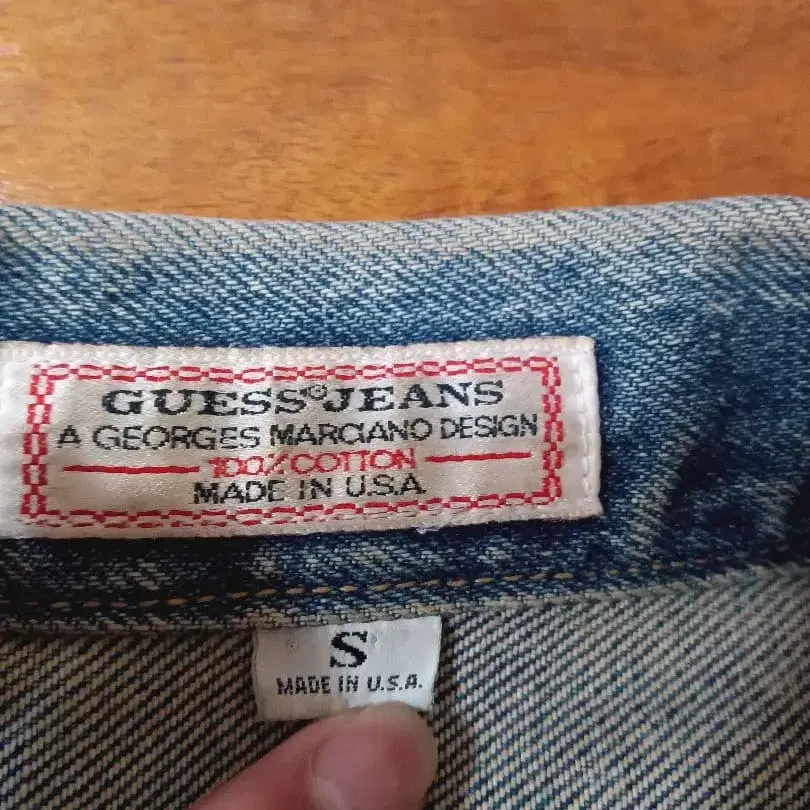 GUESS©JEANS
A GEORGES MARCIANO DESIGN
100% COTTON
MADE IN U.S.A
S
MADE IN U.S.A.